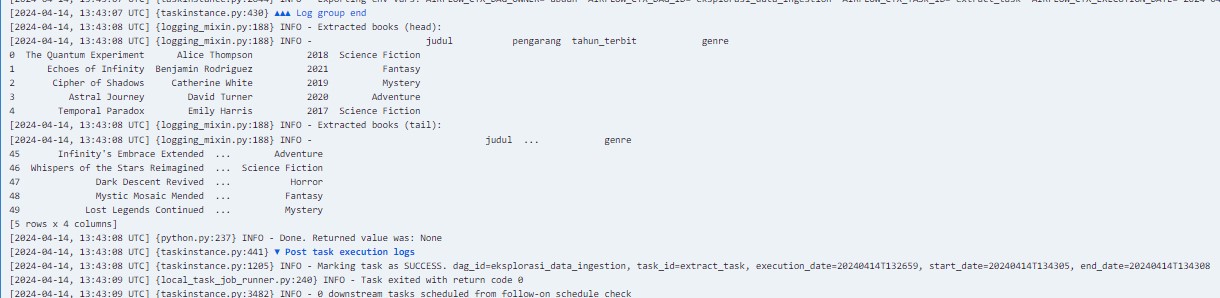 [2024-04-14, 13:43:07 UTC] {taskinstance.py:430} ▲▲▲ Log group end
[2024-04-14, 13:43:08 UTC] {logging_mixin.py:188} INFO - Extracted books (head):
[2024-04-14, 13:43:08 UTC] {logging_mixin.py:188} INFO - judul pengarang tahun_terbit genre
0 The Quantum Experiment Alice Thompson 2018 Science Fiction
1 Echoes of Infinity Benjamin Rodriguez 2021 Fantasy
2 Cipher of Shadows Catherine White 2019 Mystery
3 Astral Journey David Turner 2020 Adventure
4 Temporal Paradox Emily Harris 2017 Science Fiction
[2024-04-14, 13:43:08 UTC] {logging_mixin.py:188} INFO - Extracted books (tail):
[2024-04-14, 13:43:08 UTC] {logging_mixin.py:188} INFO - judul ... genre
45 Infinity's Embrace Extended ... Adventure
46 Whispers of the Stars Reimagined ... Science Fiction
47 Dark Descent Revived ... Horror
48 Mystic Mosaic Mended ... Fantasy
49 Lost Legends Continued ... Mystery
[5 rows x 4 columns]
[2024-04-14, 13:43:08 UTC] {python.py:237} INFO - Done. Returned value was: None
[2024-04-14, 13:43:08 UTC] {taskinstance.py:441} ▼ Post task execution logs
[2024-04-14, 13:43:08 UTC] {taskinstance.py:1205} INFO - Marking task as SUCCESS. dag_id=eksplorasi_data_ingestion, task_id=extract_task, execution_date=20240414T132659, start_date=20240414T134305, end_date=20240414T134308
[2024-04-14, 13:43:09 UTC] {local_task_job_runner.py:240} INFO - Task exited with return code 0
[2024-04-14, 13:43:09 UTC] {taskinstance.py:3482} INFO - 0 downstream tasks scheduled from follow-on schedule check